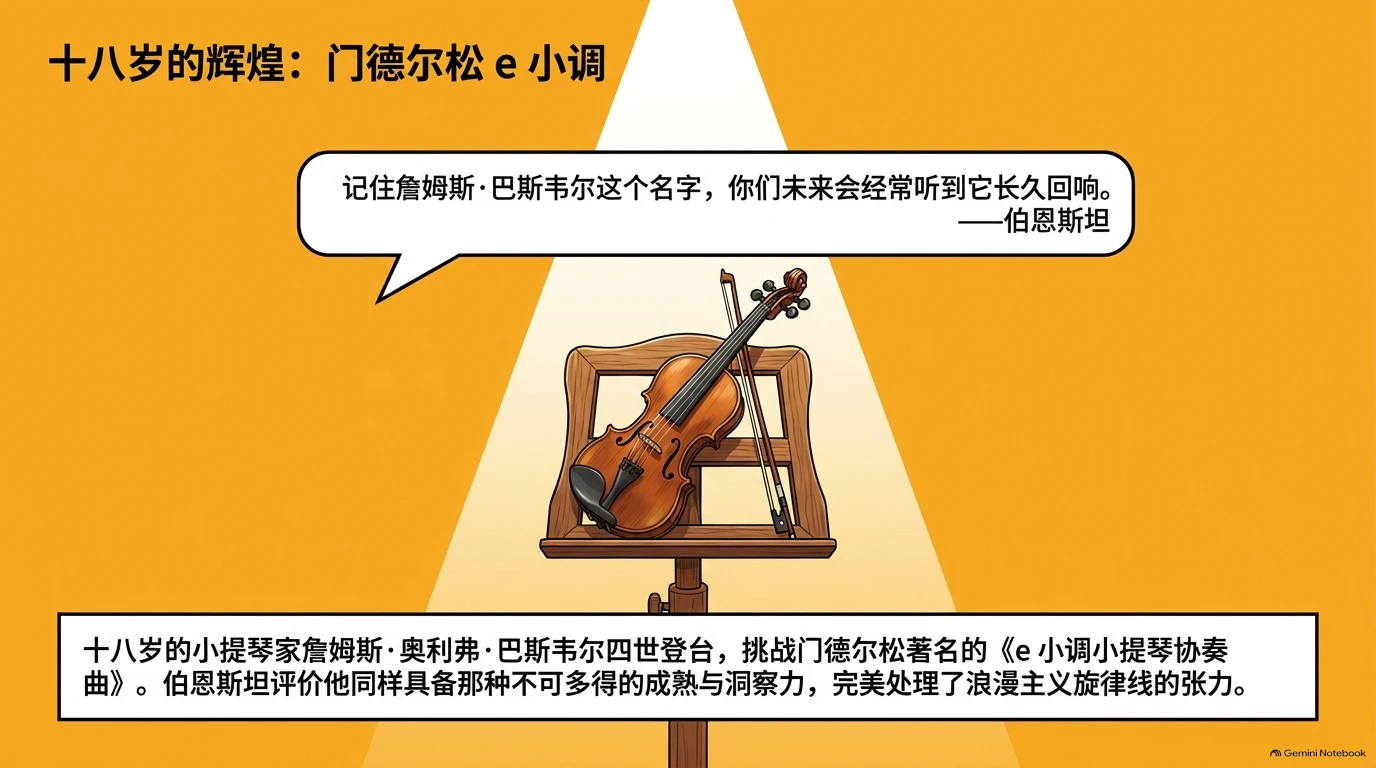 十八岁的辉煌：门德尔松 e 小调
记住詹姆斯·巴斯韦尔这个名字，你们未来会经常听到它长久回响。
——伯恩斯坦
十八岁的小提琴家詹姆斯·奥利弗·巴斯韦尔四世登台，挑战门德尔松著名的《e 小调小提琴协奏
曲》。伯恩斯坦评价他同样具备那种不可多得的成熟与洞察力，完美处理了浪漫主义旋律线的张力。
Gemini Notebook